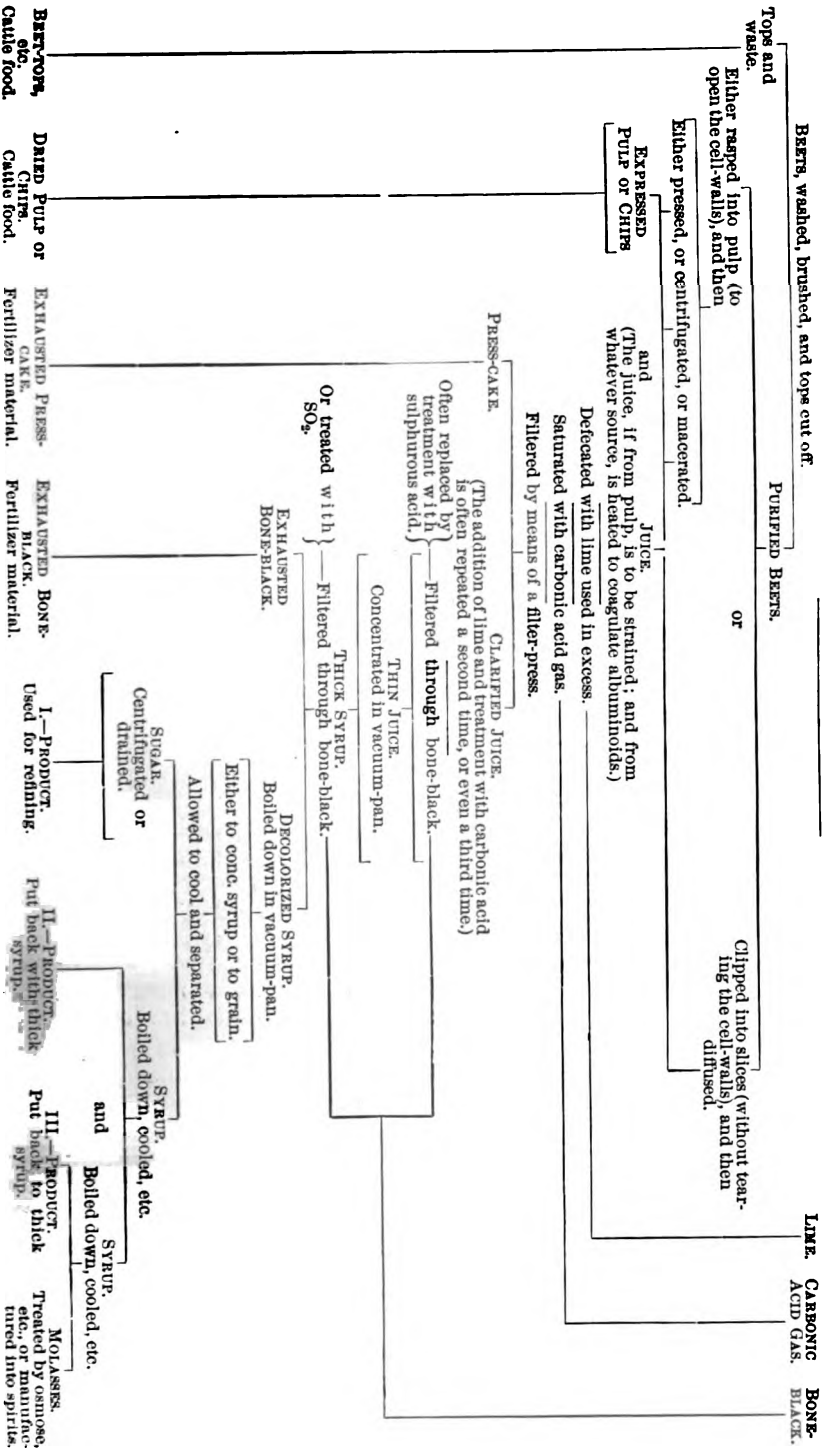 BEETS, washed, brushed, and tops cut off.
LIME.
CARBONIC
ACID GAS.
BONE-
BLACK.
Tops and
waste.
PURIFIED BEETS.
Either rasped into pulp (to
open the cell-walls), and then
or
Clipped into slices (without tear-
ing the cell-walls), and then
diffused.
Either pressed, or centrifugated, or macerated.
EXPRESSED
PULP OR CHIPS
and
JUICE.
(The juice, if from pulp, is to be strained; and from
whatever source, is heated to coagulate albuminoids.)
Defecated with lime used in excess.
Saturated with carbonic acid gas.
Filtered by means of a filter-press.
PRESS-CAKE.
CLARIFIED JUICE.
(The addition of lime and treatment with carbonic acid
is often repeated a second time, or even a third time.)
Often replaced by
treatment with
sulphurous acid.
Filtered through bone-black.
THIN JUICE.
Concentrated in vacuum-pan.
Or treated with
SO₂.
THICK SYRUP.
Filtered through bone-black.
EXHAUSTED
BONE-BLACK.
DECOLORIZED SYRUP.
Boiled down in vacuum-pan.
Either to conc. syrup or to grain.
Allowed to cool and separated.
SUGAR.
Centrifugated or
drained.
SYRUP.
Boiled down, cooled, etc.
and
SYRUP.
Boiled down, cooled, etc.
BEET-TOPS,
etc.
Cattle food.
DRIED PULP OR
CHIPS.
Cattle food.
EXHAUSTED PRESS-
CAKE.
Fertilizer material.
EXHAUSTED BONE-
BLACK.
Fertilizer material.
I.—PRODUCT.
Used for refining.
II.—PRODUCT.
Put back with thick
syrup.
III.—PRODUCT.
Put back to thick
syrup.
MOLASSES.
Treated by osmose,
etc., or manufac-
tured into spirits.